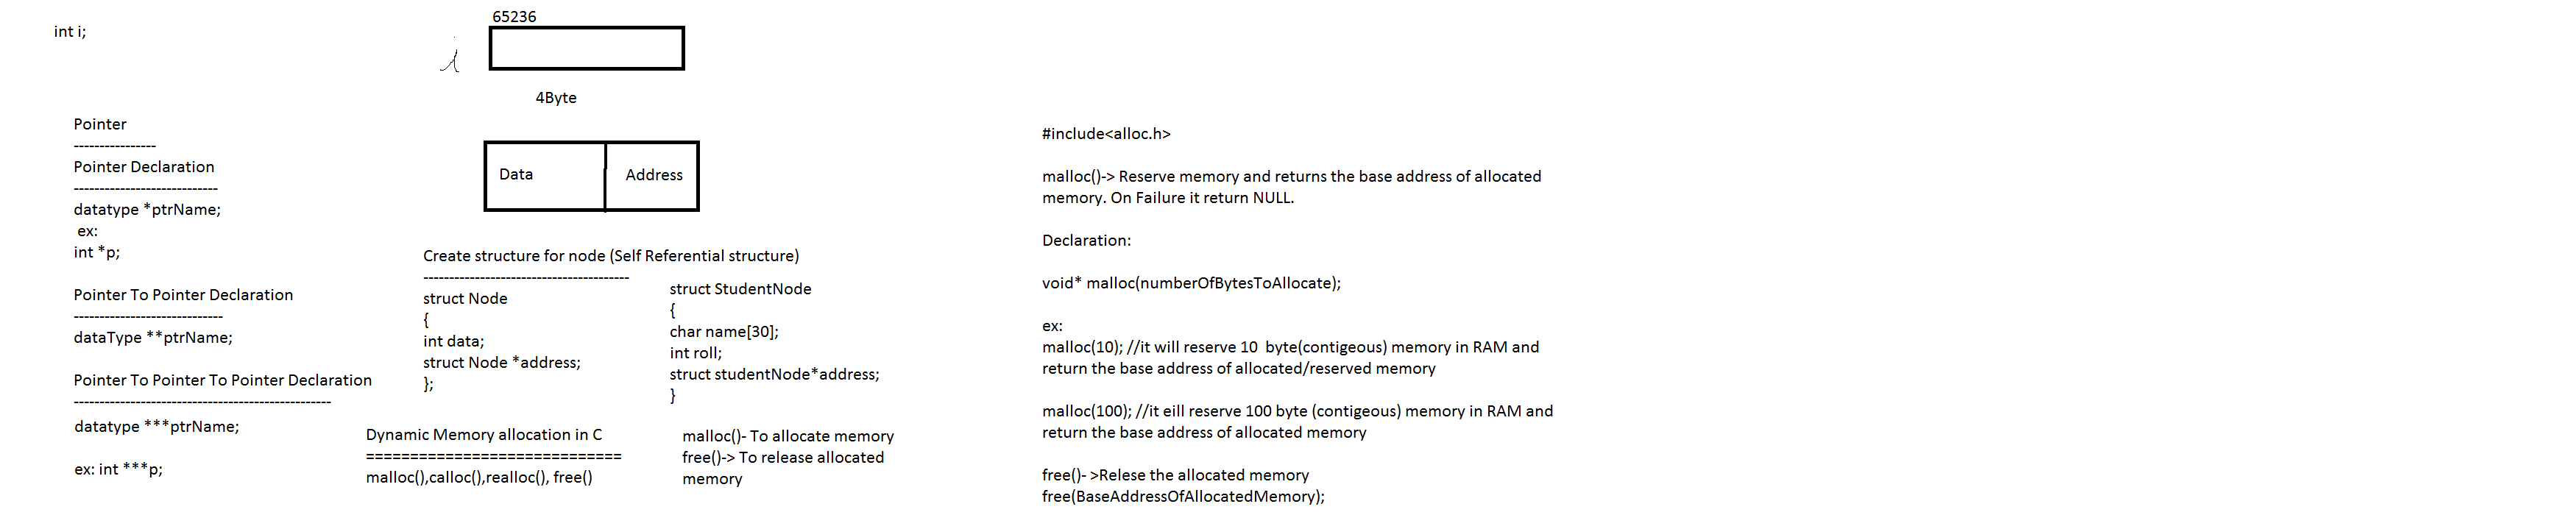 int i;
65236
i
4Byte
Pointer
----------------
Pointer Declaration
----------------------------
datatype *ptrName;
ex:
int *p;
Pointer To Pointer Declaration
-----------------------------
dataType **ptrName;
Pointer To Pointer To Pointer Declaration
--------------------------------------------------
datatype ***ptrName;
ex: int ***p;
Data
Address
Create structure for node (Self Referential structure)
----------------------------------------
struct Node
{
int data;
struct Node *address;
};
struct StudentNode
{
char name[30];
int roll;
struct studentNode*address;
}
Dynamic Memory allocation in C
=============================
malloc(),calloc(),realloc(), free()
malloc()- To allocate memory
free()-> To release allocated
memory
#include<alloc.h>
malloc()-> Reserve memory and returns the base address of allocated
memory. On Failure it return NULL.
Declaration:
void* malloc(numberOfBytesToAllocate);
ex:
malloc(10); //it will reserve 10  byte(contigeous) memory in RAM and
return the base address of allocated/reserved memory
malloc(100); //it eill reserve 100 byte (contigeous) memory in RAM and
return the base address of allocated memory
free()- >Relese the allocated memory
free(BaseAddressOfAllocatedMemory);